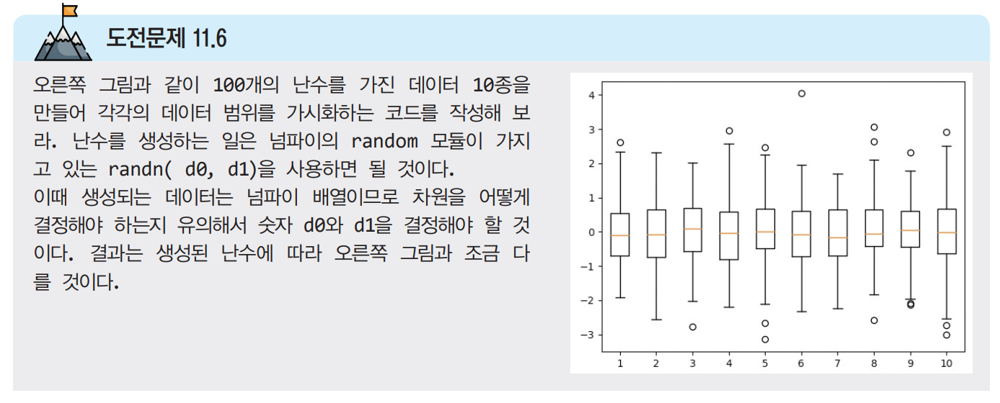 도전문제 11.6
오른쪽 그림과 같이 100개의 난수를 가진 데이터 10종을
만들어 각각의 데이터 범위를 가시화하는 코드를 작성해 보
라. 난수를 생성하는 일은 넘파이의 random 모듈이 가지
고 있는 randn( d0, d1)을 사용하면 될 것이다.
이때 생성되는 데이터는 넘파이 배열이므로 차원을 어떻게
결정해야 하는지 유의해서 숫자 d0와 d1을 결정해야 할 것
이다. 결과는 생성된 난수에 따라 오른쪽 그림과 조금 다
를 것이다.
4
3
2
1
0
−1
−2
−3
1 2 3 4 5 6 7 8 9 10